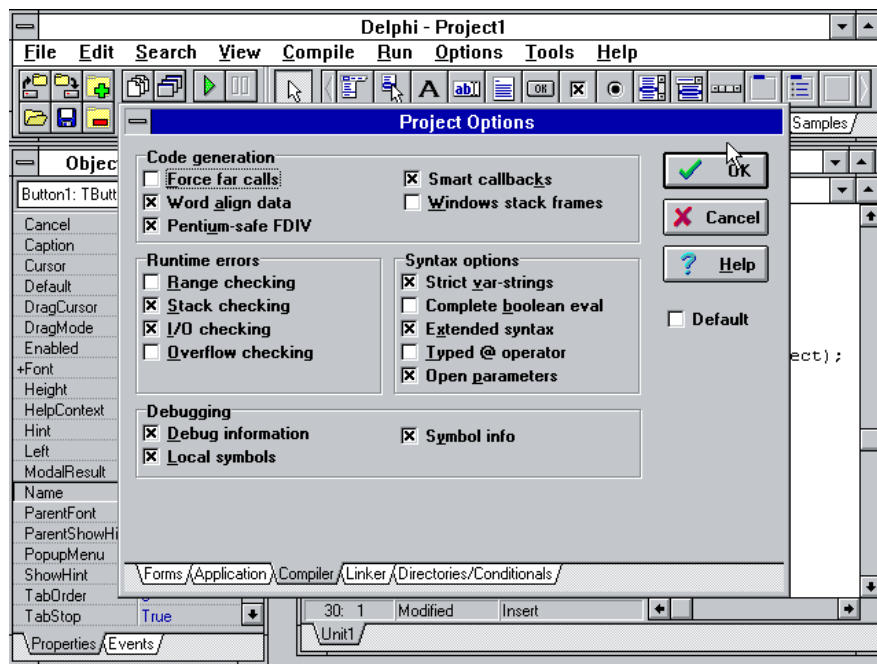 Delphi - Project1
File Edit Search View Compile Run Options Tools Help
A ab OK
Samples
Project Options
Objec
Button1: TButt
Cancel
Caption
Cursor
Default
DragCursor
DragMode
Enabled
+Font
Height
HelpContext
Hint
Left
ModalResult
Name
ParentFont
ParentShowHi
PopupMenu
ShowHint
TabOrder
TabStop True
Properties Events
Code generation
Force far calls
Word align data
Pentium-safe FDIV
Smart callbacks
Windows stack frames
Runtime errors
Range checking
Stack checking
I/O checking
Overflow checking
Syntax options
Strict var-strings
Complete boolean eval
Extended syntax
Typed @ operator
Open parameters
Debugging
Debug information
Local symbols
Symbol info
OK
Cancel
? Help
Default
Forms Application Compiler Linker Directories/Conditionals
ect);
30: 1 Modified Insert
Unit1